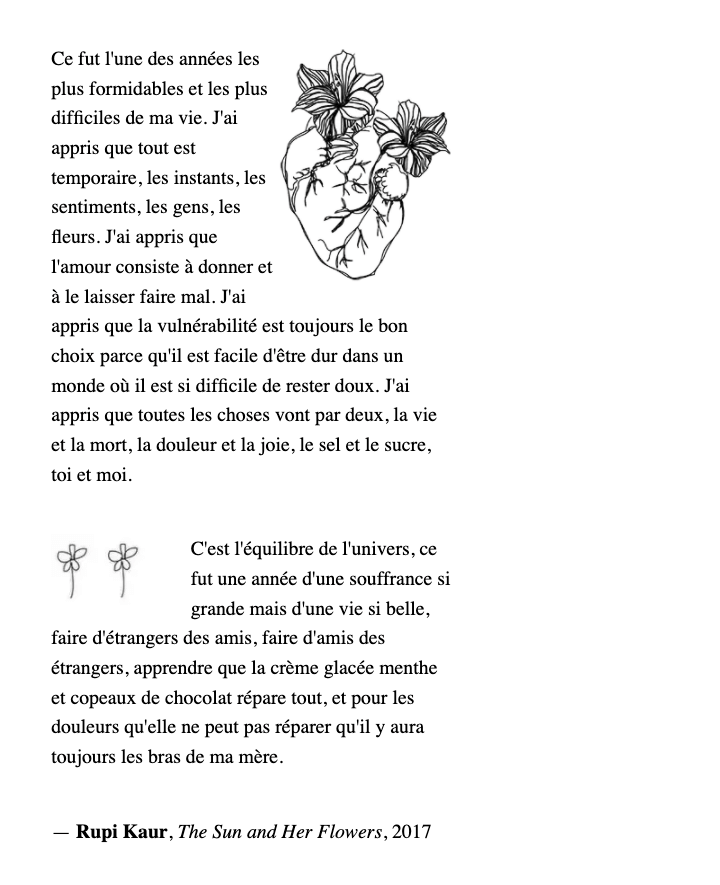 Ce fut l'une des années les
plus formidables et les plus
difficiles de ma vie. J'ai
appris que tout est
temporaire, les instants, les
sentiments, les gens, les
fleurs. J'ai appris que
l'amour consiste à donner et
à le laisser faire mal. J'ai
appris que la vulnérabilité est toujours le bon
choix parce qu'il est facile d'être dur dans un
monde où il est si difficile de rester doux. J'ai
appris que toutes les choses vont par deux, la vie
et la mort, la douleur et la joie, le sel et le sucre,
toi et moi.
C'est l'équilibre de l'univers, ce
fut une année d'une souffrance si
grande mais d'une vie si belle,
faire d'étrangers des amis, faire d'amis des
étrangers, apprendre que la crème glacée menthe
et copeaux de chocolat répare tout, et pour les
douleurs qu'elle ne peut pas réparer qu'il y aura
toujours les bras de ma mère.
— Rupi Kaur, The Sun and Her Flowers, 2017